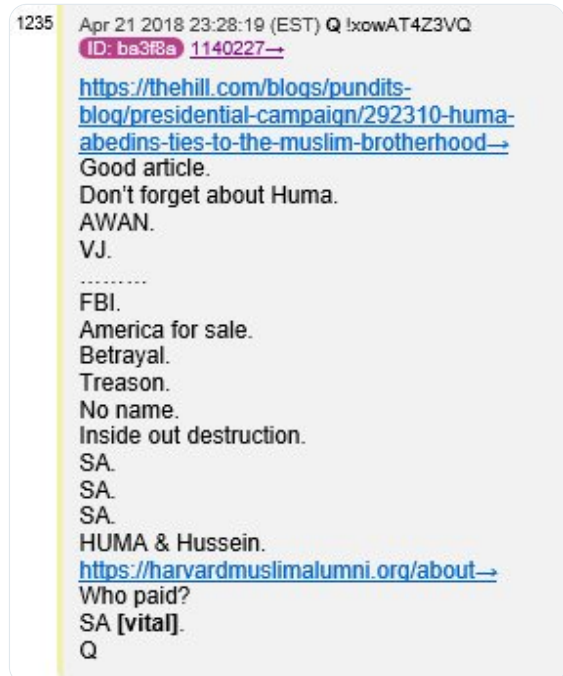 1235
Apr 21 2018 23:28:19 (EST) Q !xowAT4Z3VQ
ID: ba3f8a 1140227→
https://thehill.com/blogs/pundits-
blog/presidential-campaign/292310-huma-
abedins-ties-to-the-muslim-brotherhood→
Good article.
Don't forget about Huma.
AWAN.
VJ.
………
FBI.
America for sale.
Betrayal.
Treason.
No name.
Inside out destruction.
SA.
SA.
SA.
HUMA & Hussein.
https://harvardmuslimalumni.org/about→
Who paid?
SA [vital].
Q